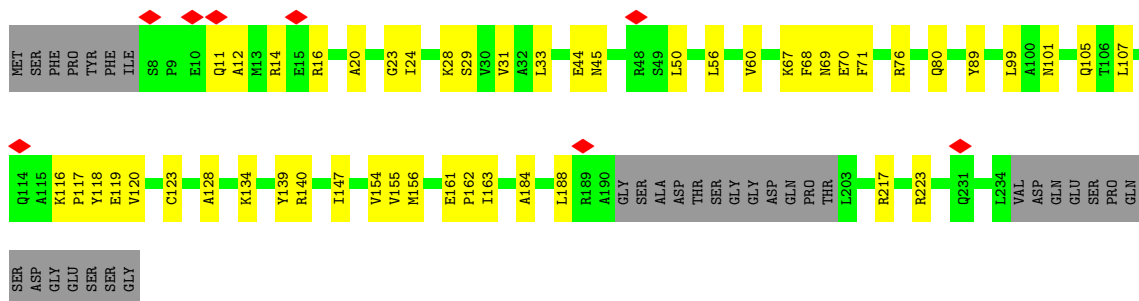 MET SER PHE PRO TYR PHE ILE S8 P9 E10 Q11 A12 M13 R14 E15 R16 A20 G23 I24 K28 S29 V30 V31 A32 L33 E44 N45 R48 S49 L50 L56 V60 K67 F68 N69 E70 F71 R76 Q80 Y89 L99 A100 N101 Q105 T106 L107
Q114 A115 K116 P117 Y118 E119 V120 C123 A128 K134 Y139 R140 I147 V154 V155 M156 E161 P162 I163 A184 L188 R189 A190 GLY SER ALA ASP THR SER GLY GLY ASP GLN PRO THR L203 R217 R223 Q231 L234 VAL ASP GLN GLU SER PRO GLN
SER ASP GLY GLU SER SER GLY